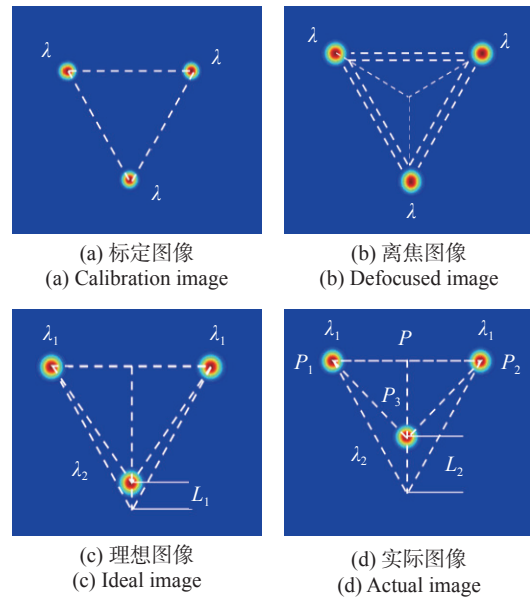 λ λ
λ
(a) 标定图像
(a) Calibration image
λ λ
λ
(b) 离焦图像
(b) Defocused image
λ₁ λ₁
λ₂
L₁
(c) 理想图像
(c) Ideal image
λ₁ P λ₁
P₁ P₂
P₃
λ₂ L₂
(d) 实际图像
(d) Actual image